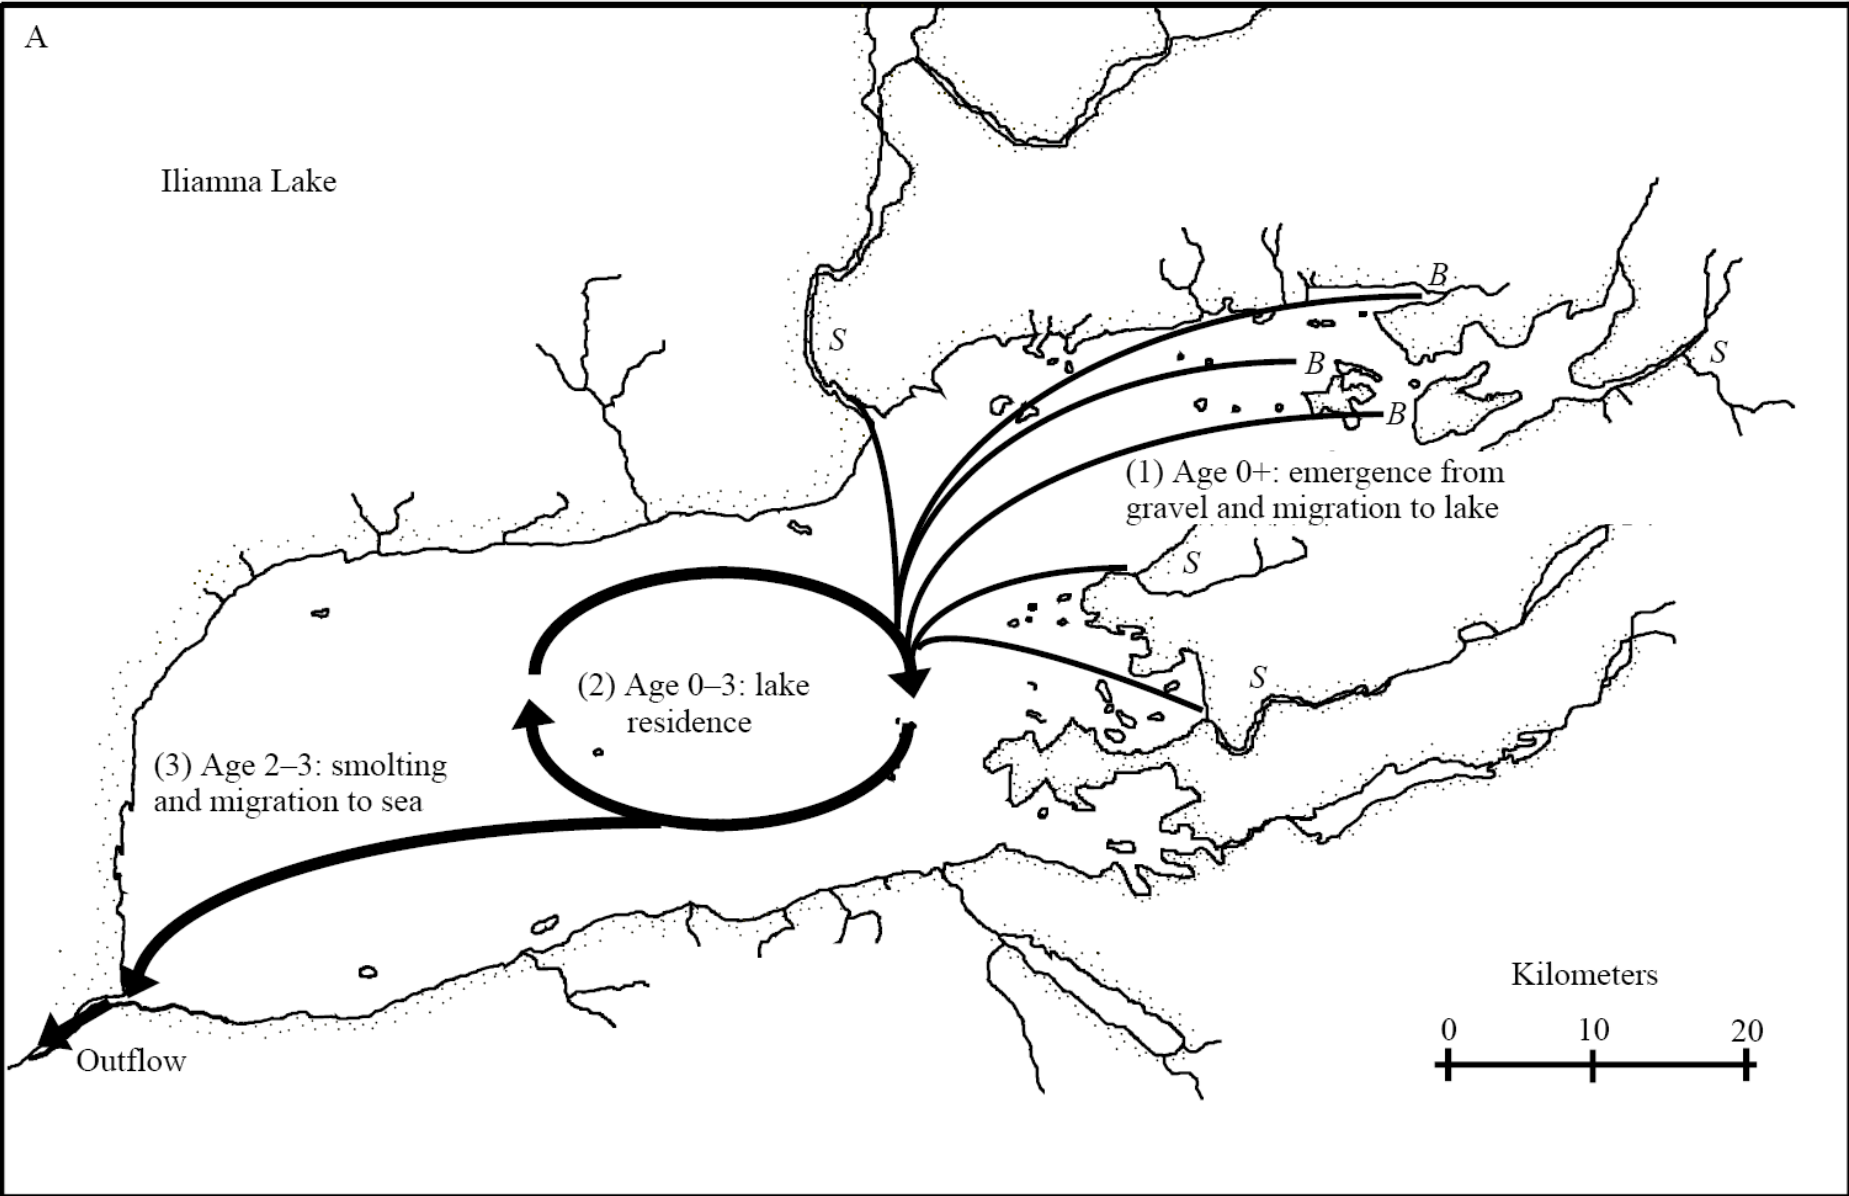 A
Iliamna Lake
B
S
S
B
B
(1) Age 0+: emergence from
gravel and migration to lake
S
S
(2) Age 0–3: lake
residence
(3) Age 2–3: smolting
and migration to sea
Kilometers
0 10 20
Outflow